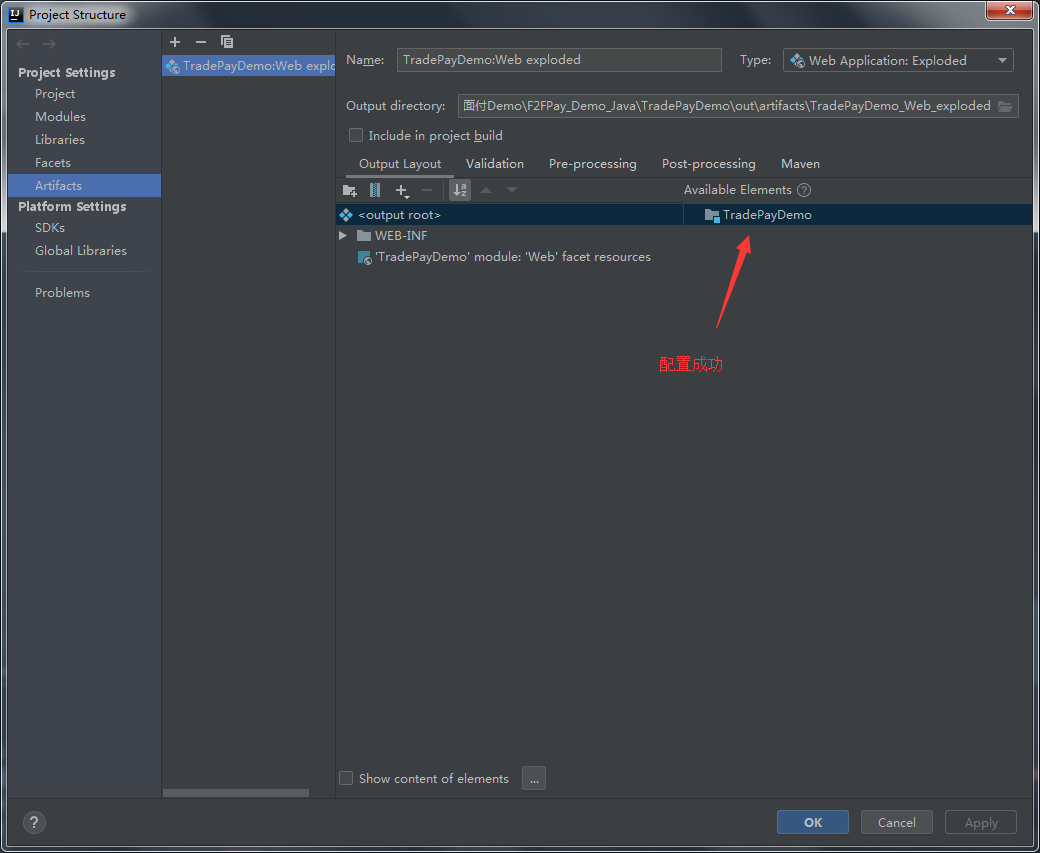 Project Structure
Project Settings
Project
Modules
Libraries
Facets
Artifacts
Platform Settings
SDKs
Global Libraries
Problems
TradePayDemo:Web explo
Name: TradePayDemo:Web exploded Type: Web Application: Exploded
Output directory: 面付Demo\F2FPay_Demo_Java\TradePayDemo\out\artifacts\TradePayDemo_Web_exploded
Include in project build
Output Layout Validation Pre-processing Post-processing Maven
Available Elements ?
<output root> TradePayDemo
WEB-INF
'TradePayDemo' module: 'Web' facet resources
配置成功
Show content of elements ...
? OK Cancel Apply